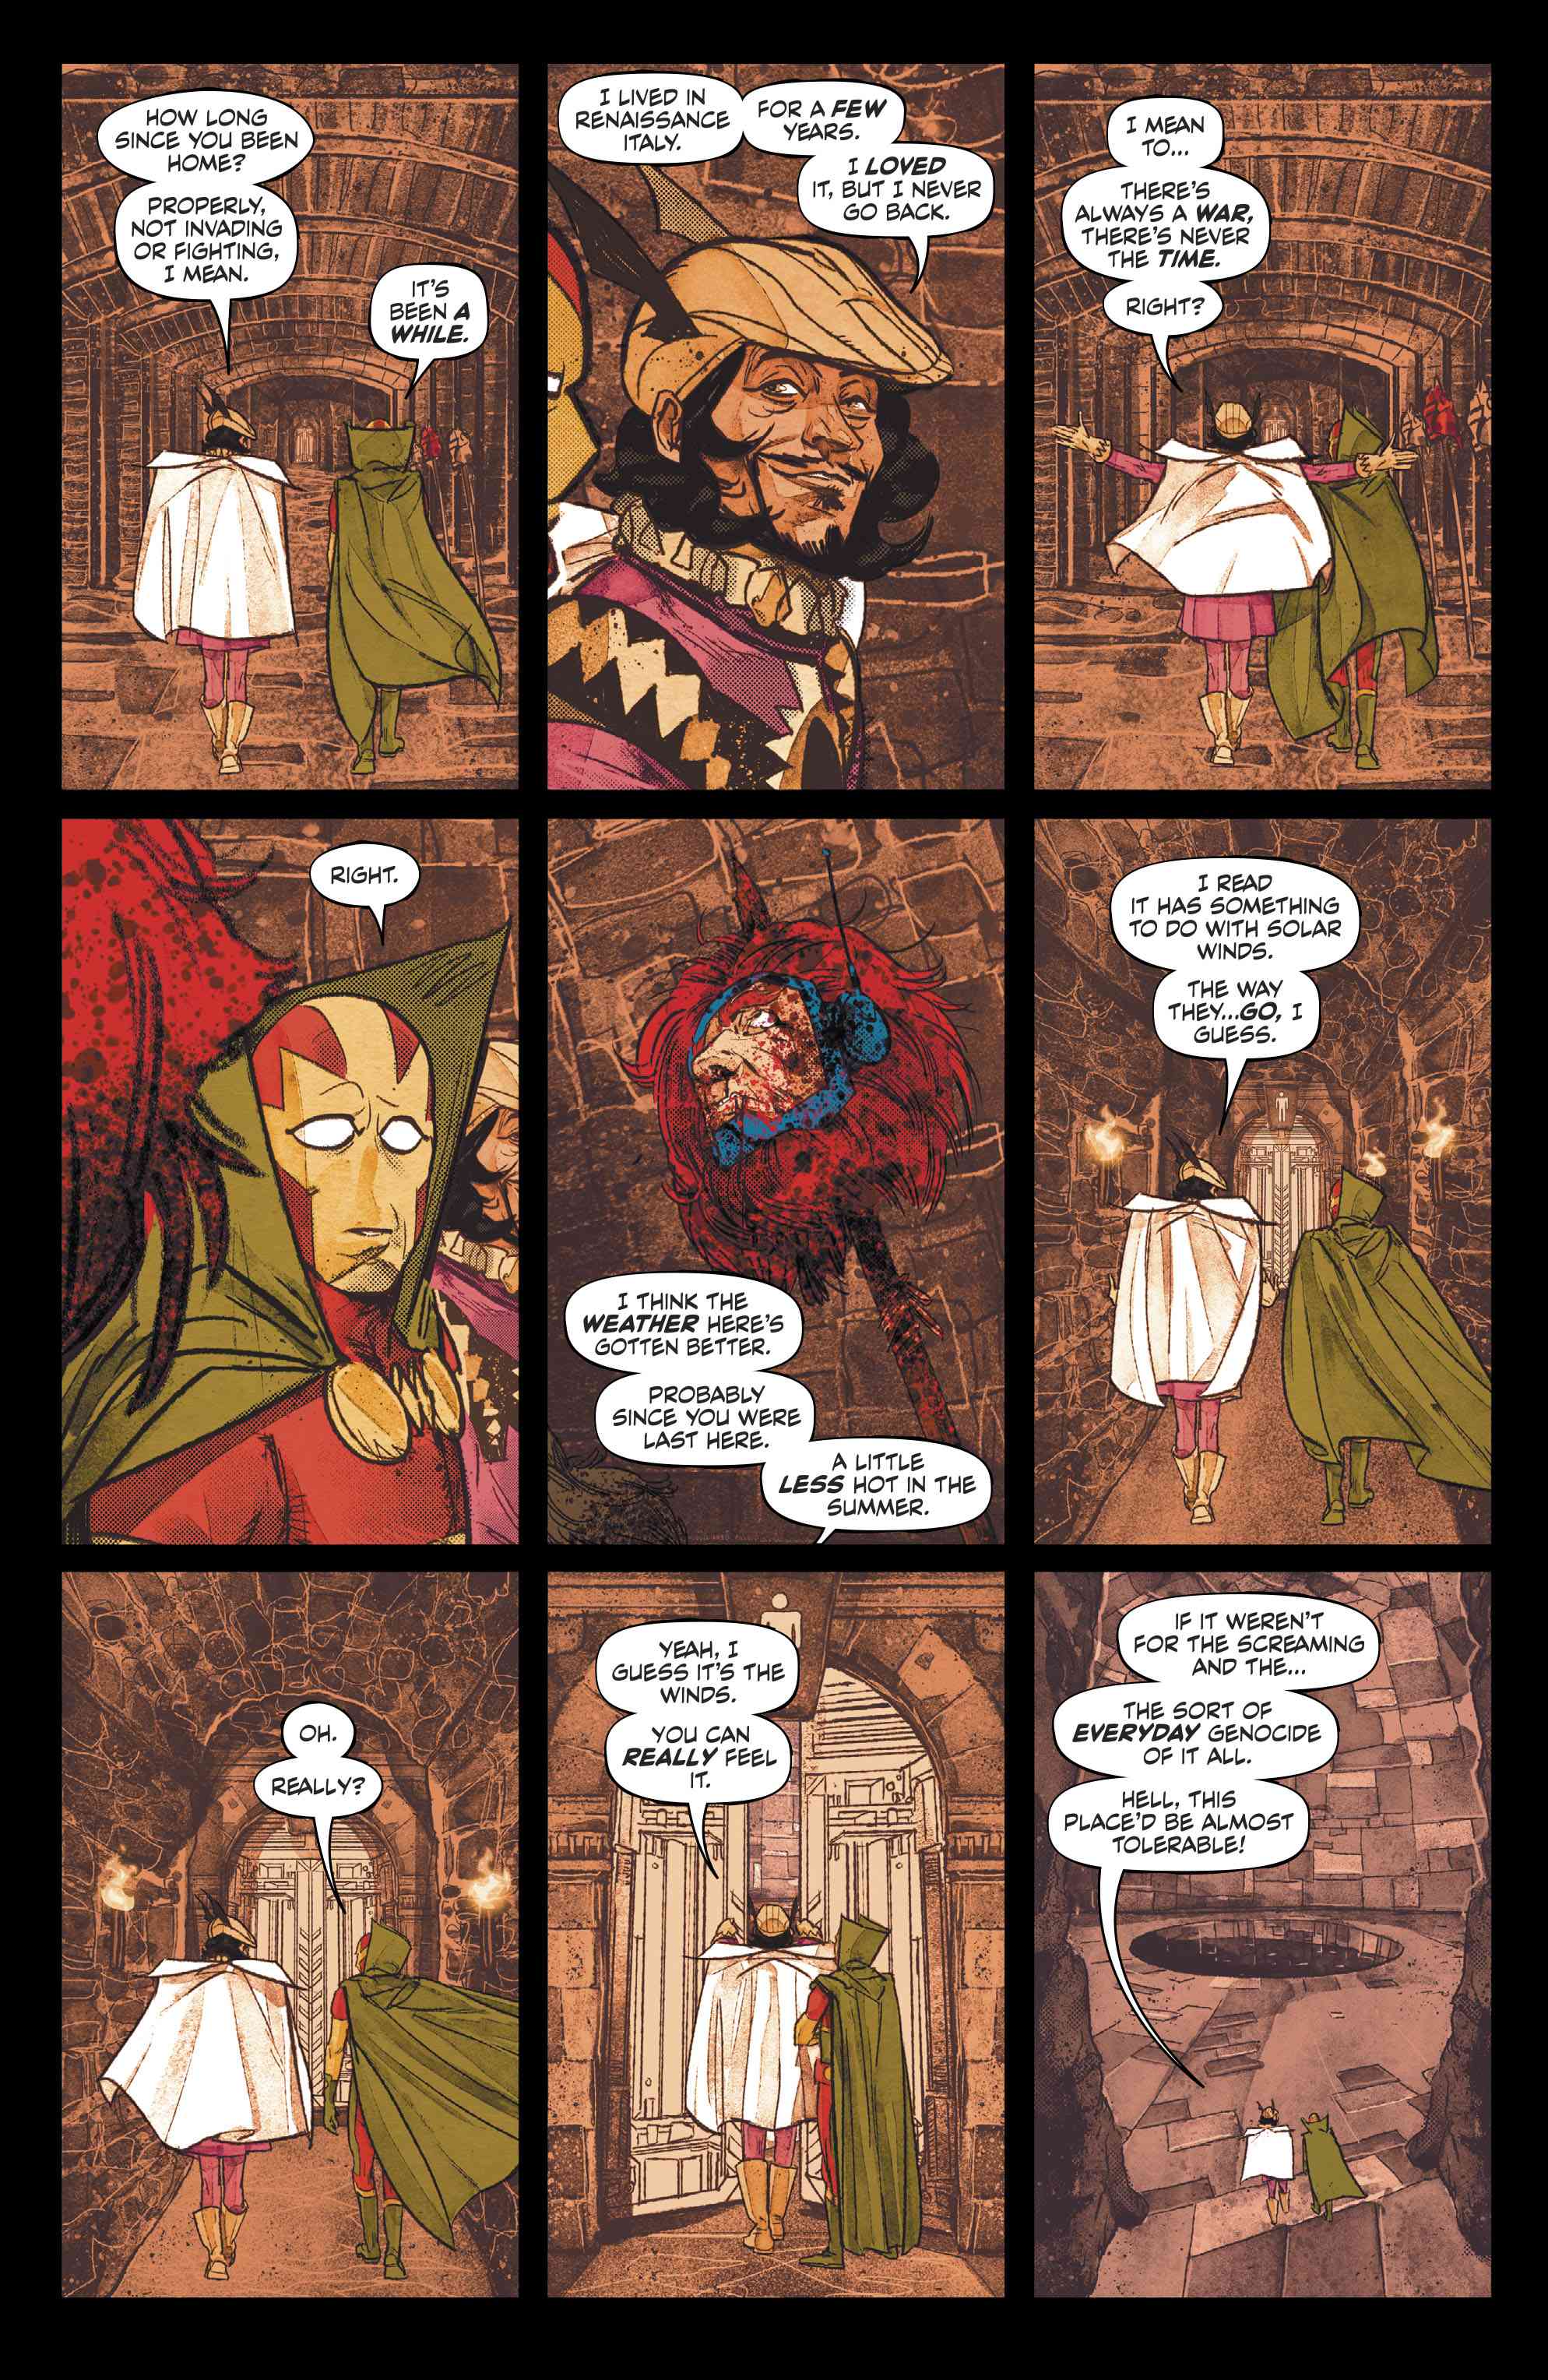 HOW LONG
SINCE YOU BEEN
HOME?
PROPERLY,
NOT INVADING
OR FIGHTING,
I MEAN.
IT'S
BEEN A
WHILE.
I LIVED IN
RENAISSANCE
ITALY.
FOR A FEW
YEARS.
I LOVED
IT, BUT I NEVER
GO BACK.
I MEAN
TO...
THERE'S
ALWAYS A WAR,
THERE'S NEVER
THE TIME.
RIGHT?
RIGHT.
I THINK THE
WEATHER HERE'S
GOTTEN BETTER.
PROBABLY
SINCE YOU WERE
LAST HERE.
A LITTLE
LESS HOT IN THE
SUMMER.
I READ
IT HAS SOMETHING
TO DO WITH SOLAR
WINDS.
THE WAY
THEY...GO, I
GUESS.
OH.
REALLY?
YEAH, I
GUESS IT'S THE
WINDS.
YOU CAN
REALLY FEEL
IT.
IF IT WEREN'T
FOR THE SCREAMING
AND THE...
THE SORT OF
EVERYDAY GENOCIDE
OF IT ALL.
HELL, THIS
PLACE'D BE ALMOST
TOLERABLE!